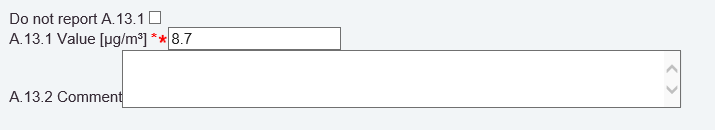 Do not report A.13.1
A.13.1 Value [µg/m³] ** 8.7
A.13.2 Comment